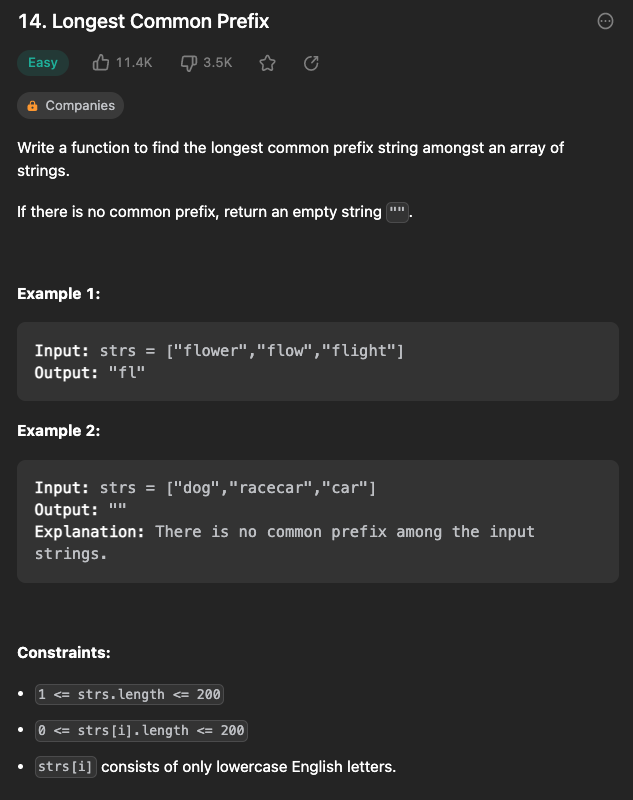 14. Longest Common Prefix
Easy 11.4K 3.5K
Companies
Write a function to find the longest common prefix string amongst an array of
strings.
If there is no common prefix, return an empty string "".
Example 1:
Input: strs = ["flower","flow","flight"]
Output: "fl"
Example 2:
Input: strs = ["dog","racecar","car"]
Output: ""
Explanation: There is no common prefix among the input
strings.
Constraints:
• 1 <= strs.length <= 200
• 0 <= strs[i].length <= 200
• strs[i] consists of only lowercase English letters.